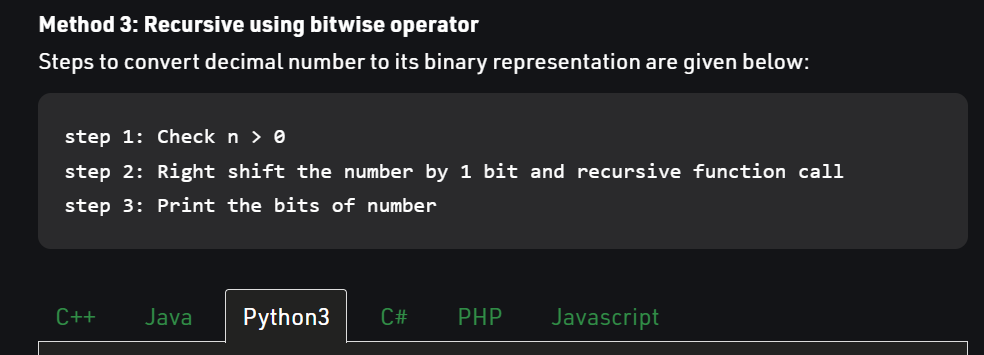 Method 3: Recursive using bitwise operator
Steps to convert decimal number to its binary representation are given below:
step 1: Check n > 0
step 2: Right shift the number by 1 bit and recursive function call
step 3: Print the bits of number
C++ Java Python3 C# PHP Javascript